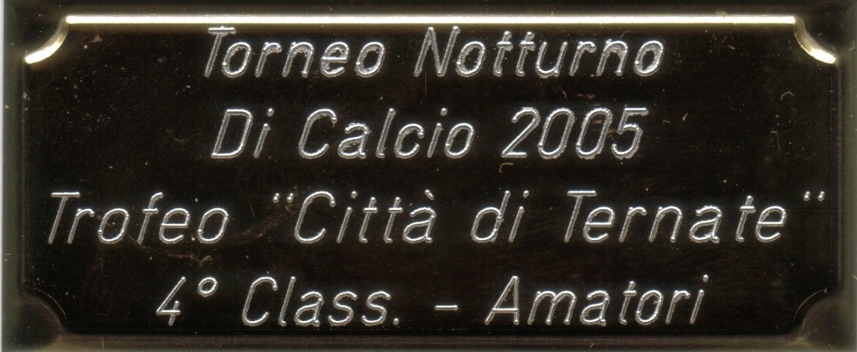 Torneo Notturno
Di Calcio 2005
Trofeo "Città di Ternate"
4° Class. - Amatori